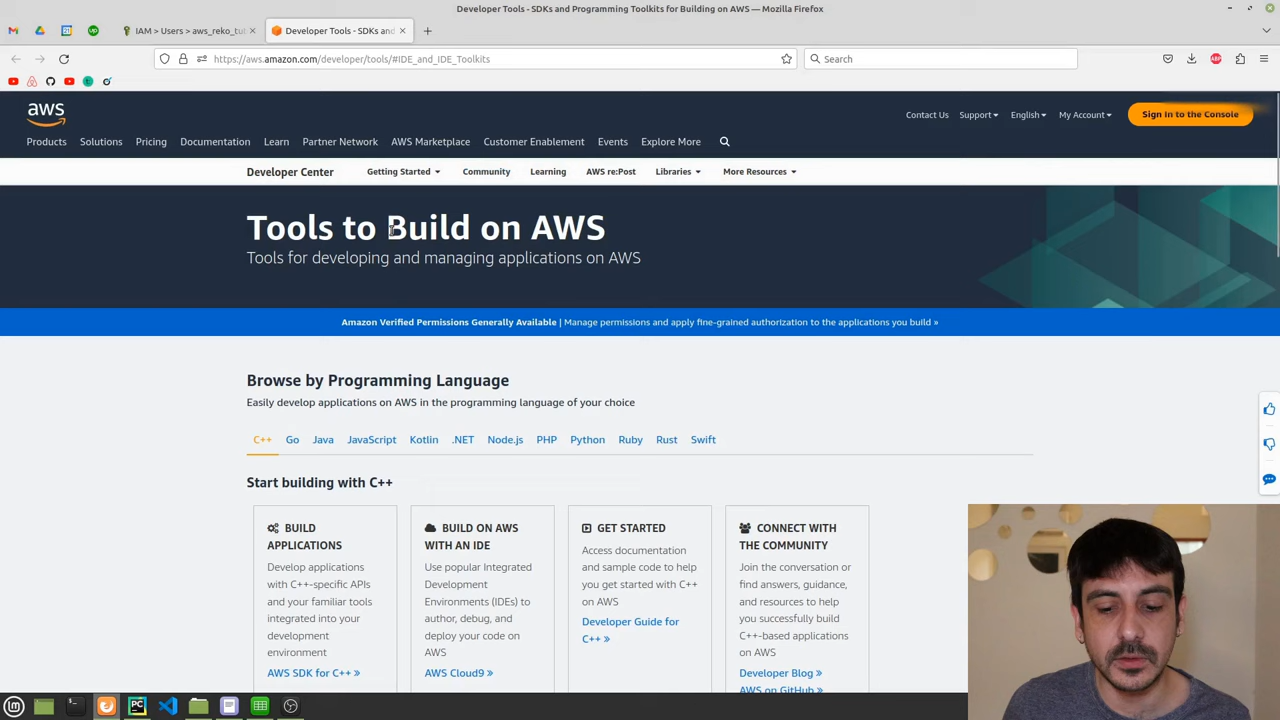 Developer Tools - SDKs and Programming Toolkits for Building on AWS — Mozilla Firefox
IAM > Users > aws_reko_tut
Developer Tools - SDKs and
https://aws.amazon.com/developer/tools/#IDE_and_IDE_Toolkits
Search
ABP
aws
Contact Us
Support
English
My Account
Sign In to the Console
Products
Solutions
Pricing
Documentation
Learn
Partner Network
AWS Marketplace
Customer Enablement
Events
Explore More
Developer Center
Getting Started
Community
Learning
AWS re:Post
Libraries
More Resources
Tools to Build on AWS
Tools for developing and managing applications on AWS
Amazon Verified Permissions Generally Available | Manage permissions and apply fine-grained authorization to the applications you build »
Browse by Programming Language
Easily develop applications on AWS in the programming language of your choice
C++
Go
Java
JavaScript
Kotlin
.NET
Node.js
PHP
Python
Ruby
Rust
Swift
Start building with C++
BUILD
APPLICATIONS
Develop applications
with C++-specific APIs
and your familiar tools
integrated into your
development
environment
AWS SDK for C++ »
BUILD ON AWS
WITH AN IDE
Use popular Integrated
Development
Environments (IDEs) to
author, debug, and
deploy your code on
AWS
AWS Cloud9 »
GET STARTED
Access documentation
and sample code to help
you get started with C++
on AWS
Developer Guide for
C++ »
CONNECT WITH
THE COMMUNITY
Join the conversation or
find answers, guidance,
and resources to help
you successfully build
C++-based applications
on AWS
Developer Blog »
AWS on GitHub »
PC